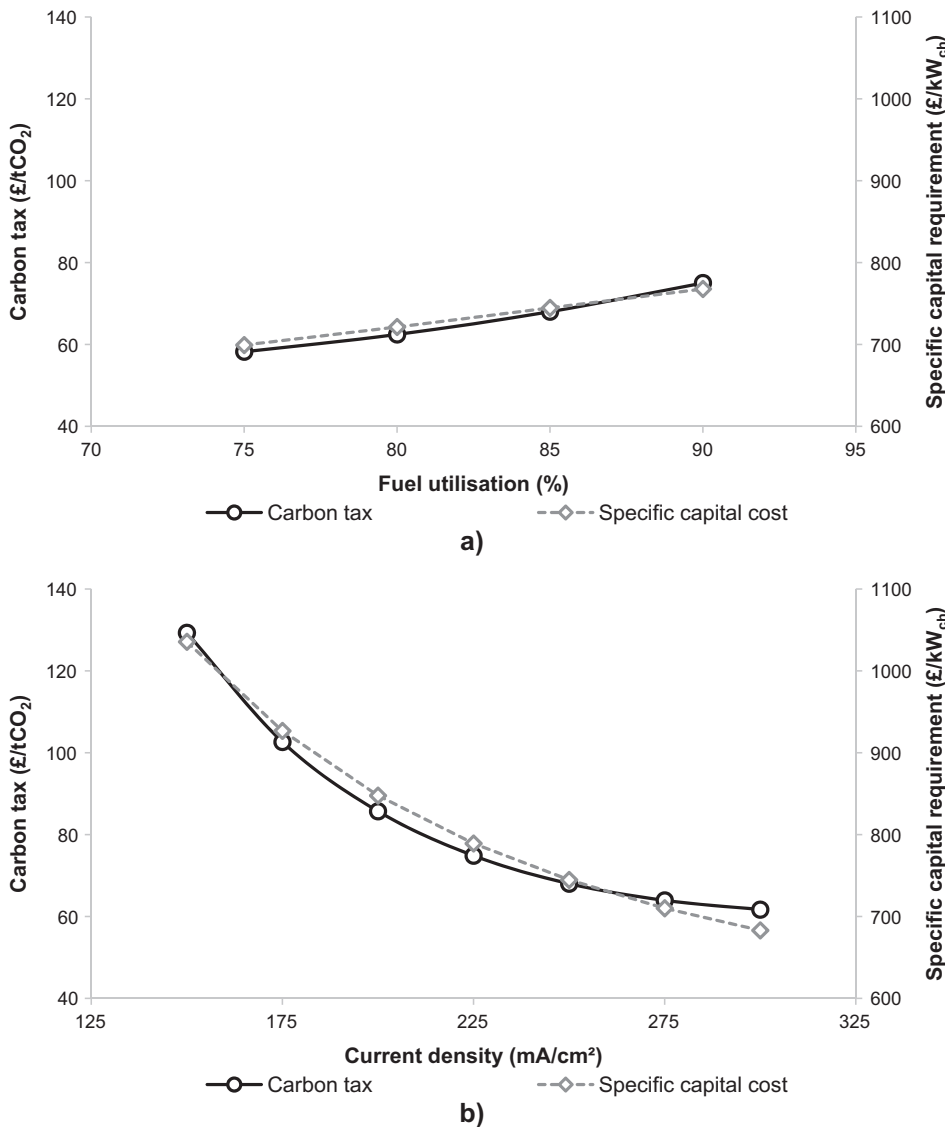 140
120
100
80
60
40
Carbon tax (£/tCO₂)
1100
1000
900
800
700
600
Specific capital requirement (£/kW_ch)
70
75
80
85
90
95
Fuel utilisation (%)
Carbon tax
Specific capital cost
a)
140
120
100
80
60
40
Carbon tax (£/tCO₂)
1100
1000
900
800
700
600
Specific capital requirement (£/kW_ch)
125
175
225
275
325
Current density (mA/cm²)
Carbon tax
Specific capital cost
b)